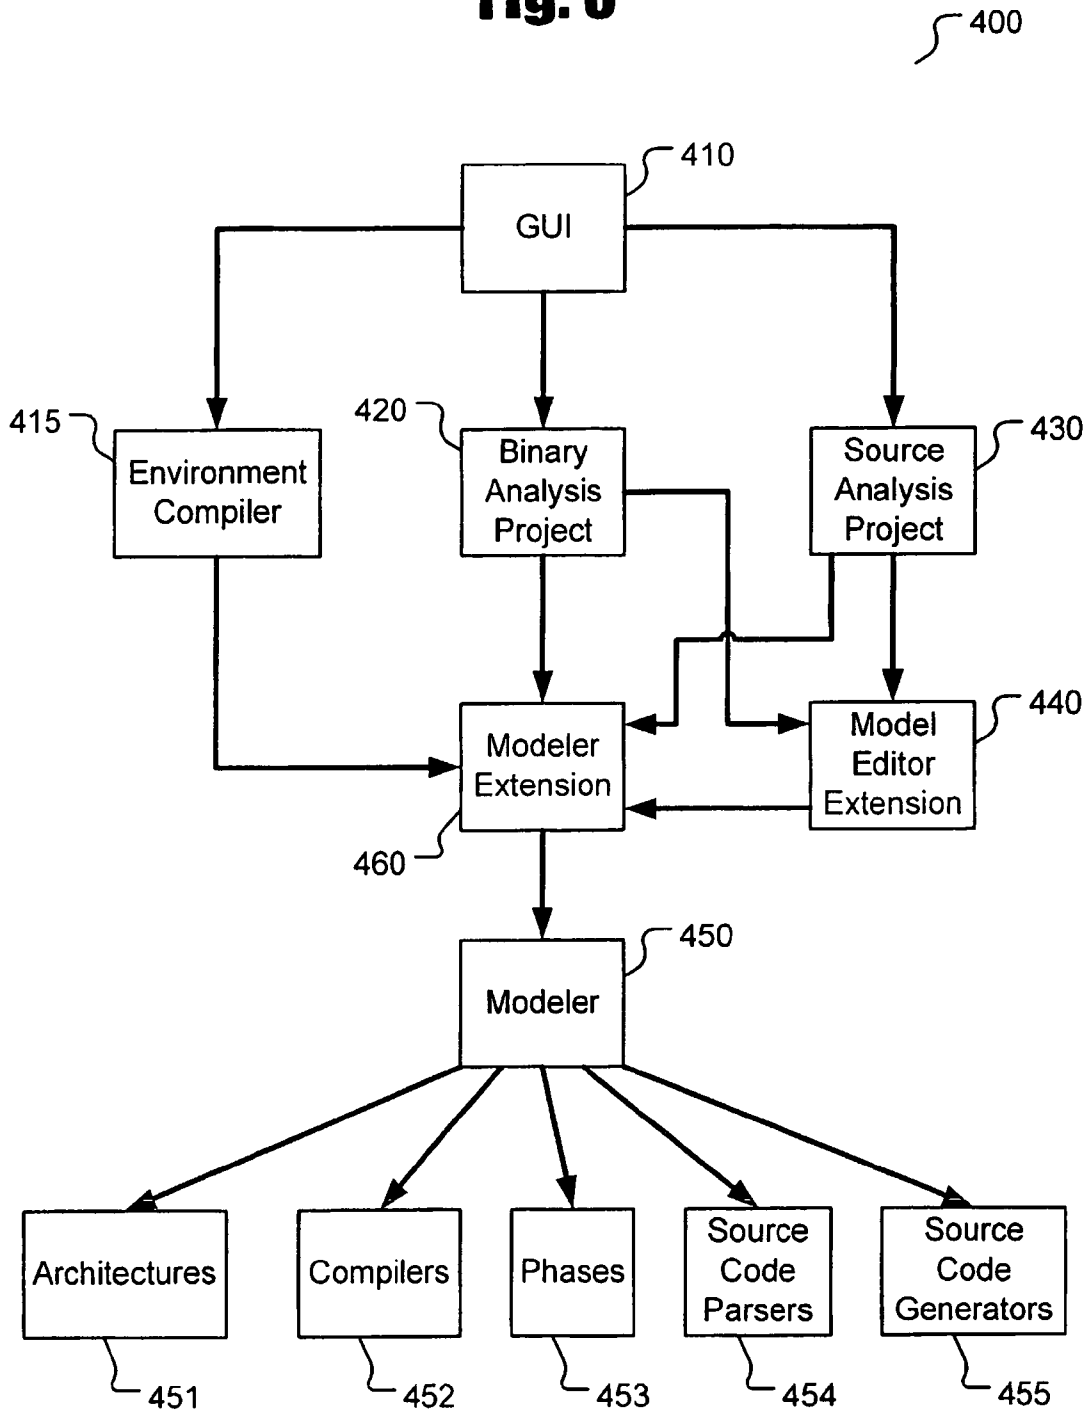 Fig.
400
410
GUI
415
420
430
Environment
Compiler
Binary
Analysis
Project
Source
Analysis
Project
440
Modeler
Extension
Model
Editor
Extension
460
450
Modeler
Architectures
Compilers
Phases
Source
Code
Parsers
Source
Code
Generators
451
452
453
454
455